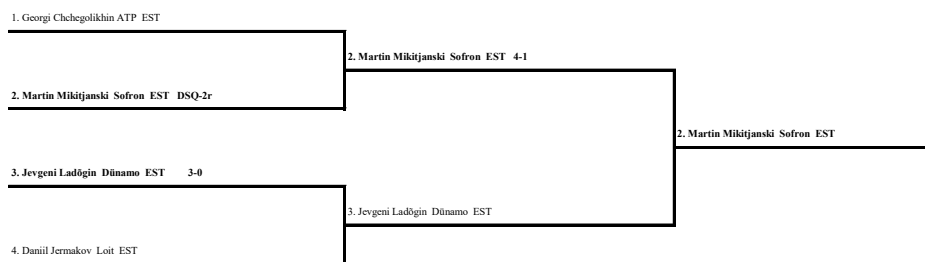 1. Georgi Chchegolikhin ATP EST
2. Martin Mikitjanski Sofron EST 4-1
2. Martin Mikitjanski Sofron EST DSQ-2r
2. Martin Mikitjanski Sofron EST
3. Jevgeni Ladõgin Dünamo EST 3-0
3. Jevgeni Ladõgin Dünamo EST
4. Daniil Jermakov Loit EST